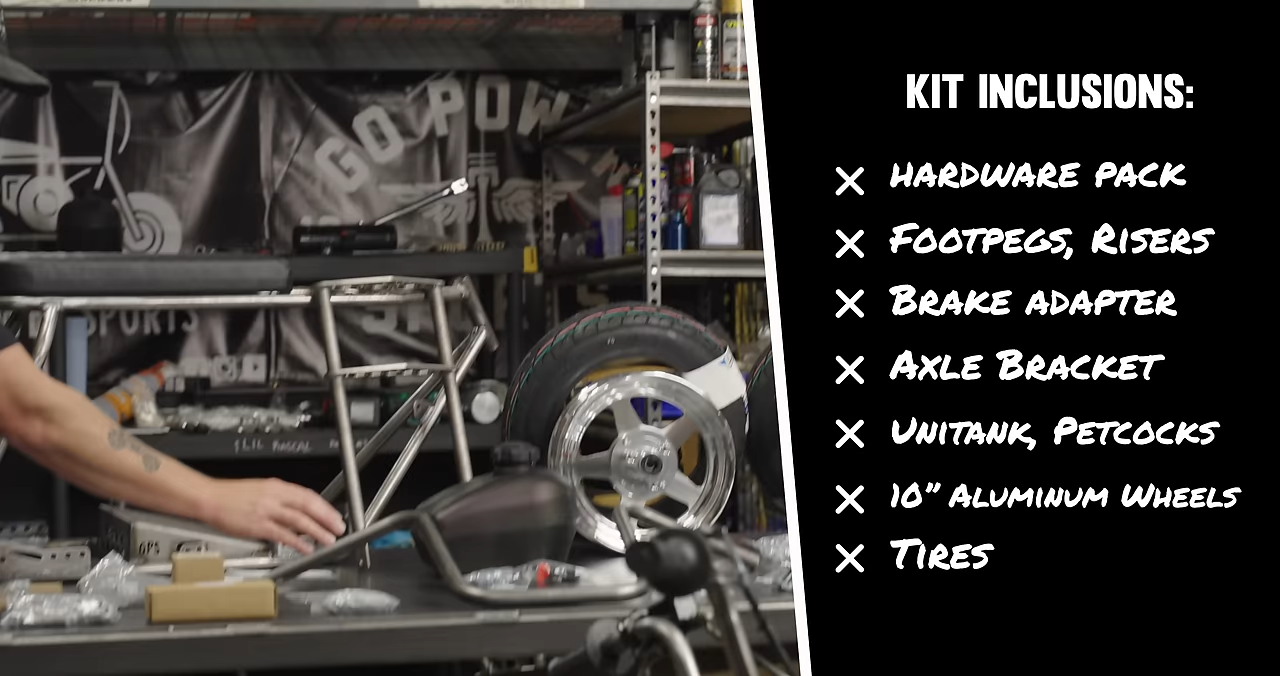 GO POW
SPORTS
GPS
KIT INCLUSIONS:
HARDWARE PACK
FOOTPEGS, RISERS
BRAKE ADAPTER
AXLE BRACKET
UNITANK, PETCOCKS
10" ALUMINUM WHEELS
TIRES